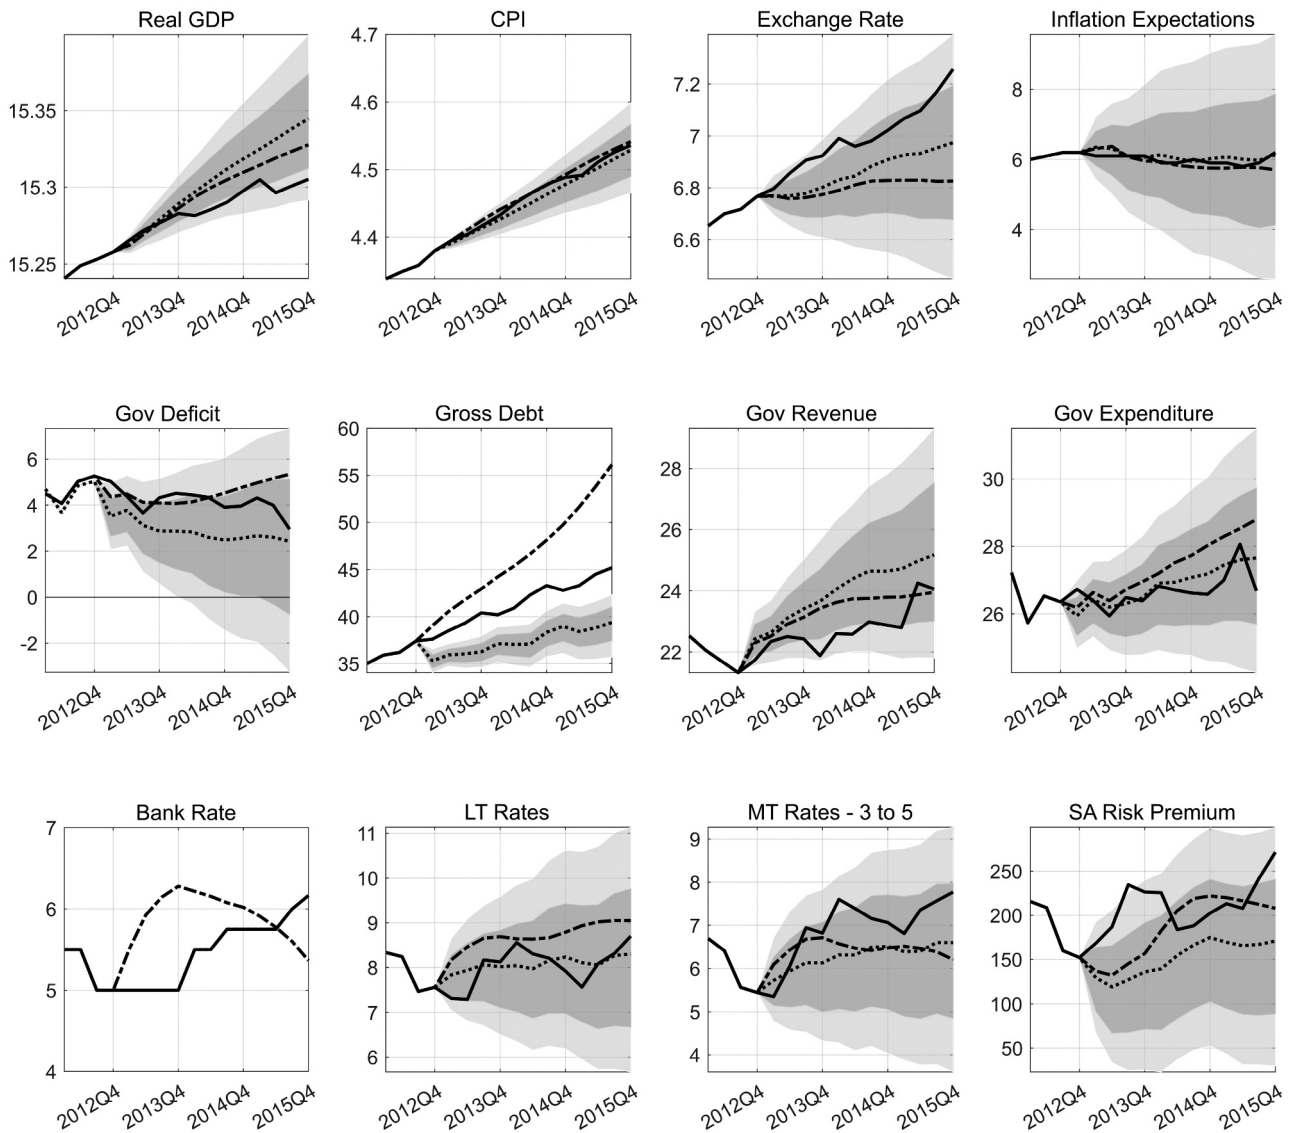 Real GDP
15.35
15.3
15.25
2012Q4
2013Q4
2014Q4
2015Q4
CPI
4.7
4.6
4.5
4.4
2012Q4
2013Q4
2014Q4
2015Q4
Exchange Rate
7.2
7
6.8
6.6
2012Q4
2013Q4
2014Q4
2015Q4
Inflation Expectations
8
6
4
2012Q4
2013Q4
2014Q4
2015Q4
Gov Deficit
6
4
2
0
-2
2012Q4
2013Q4
2014Q4
2015Q4
Gross Debt
60
55
50
45
40
35
2012Q4
2013Q4
2014Q4
2015Q4
Gov Revenue
28
26
24
22
2012Q4
2013Q4
2014Q4
2015Q4
Gov Expenditure
30
28
26
2012Q4
2013Q4
2014Q4
2015Q4
Bank Rate
7
6
5
4
2012Q4
2013Q4
2014Q4
2015Q4
LT Rates
11
10
9
8
7
6
2012Q4
2013Q4
2014Q4
2015Q4
MT Rates - 3 to 5
9
8
7
6
5
4
2012Q4
2013Q4
2014Q4
2015Q4
SA Risk Premium
250
200
150
100
50
2012Q4
2013Q4
2014Q4
2015Q4